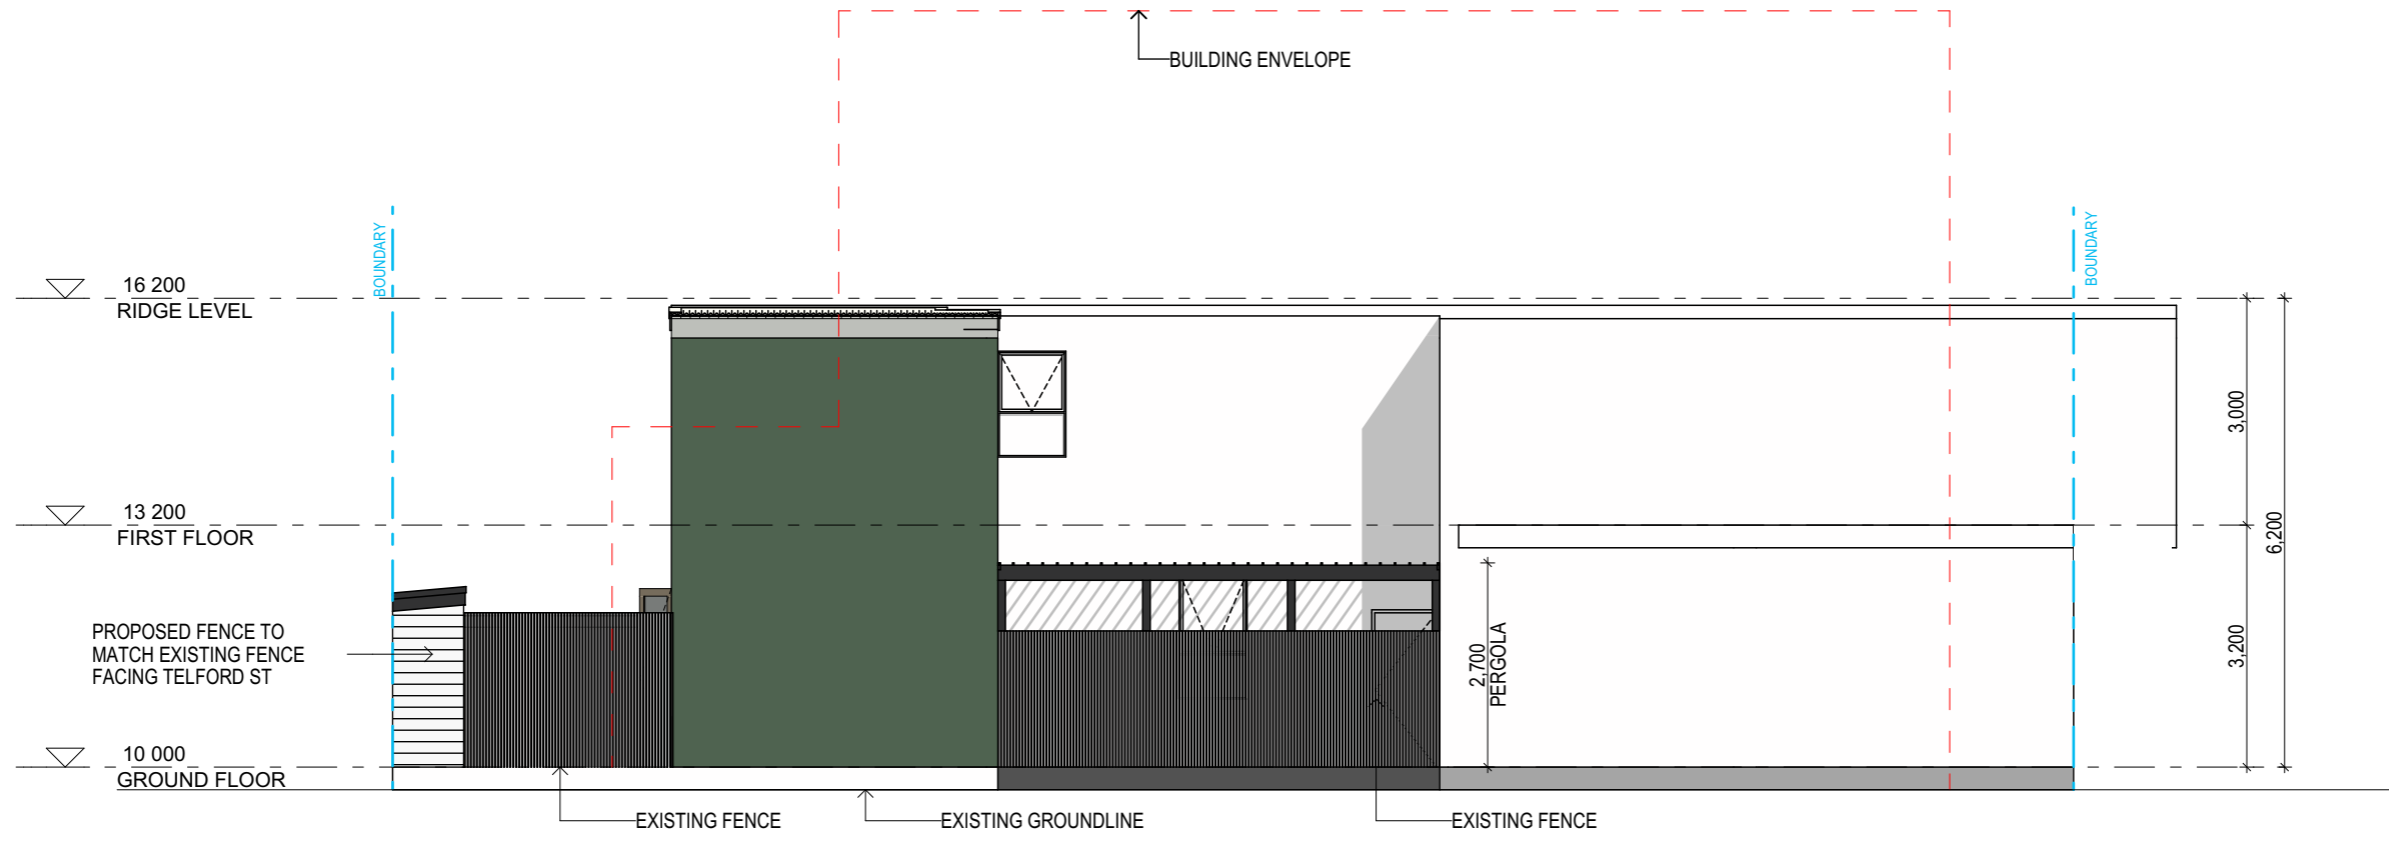 BUILDING ENVELOPE
BOUNDARY
BOUNDARY
16 200
RIDGE LEVEL
3,000
13 200
FIRST FLOOR
6,200
PROPOSED FENCE TO
MATCH EXISTING FENCE
FACING TELFORD ST
2,700
PERGOLA
3,200
10 000
GROUND FLOOR
EXISTING FENCE
EXISTING GROUNDLINE
EXISTING FENCE